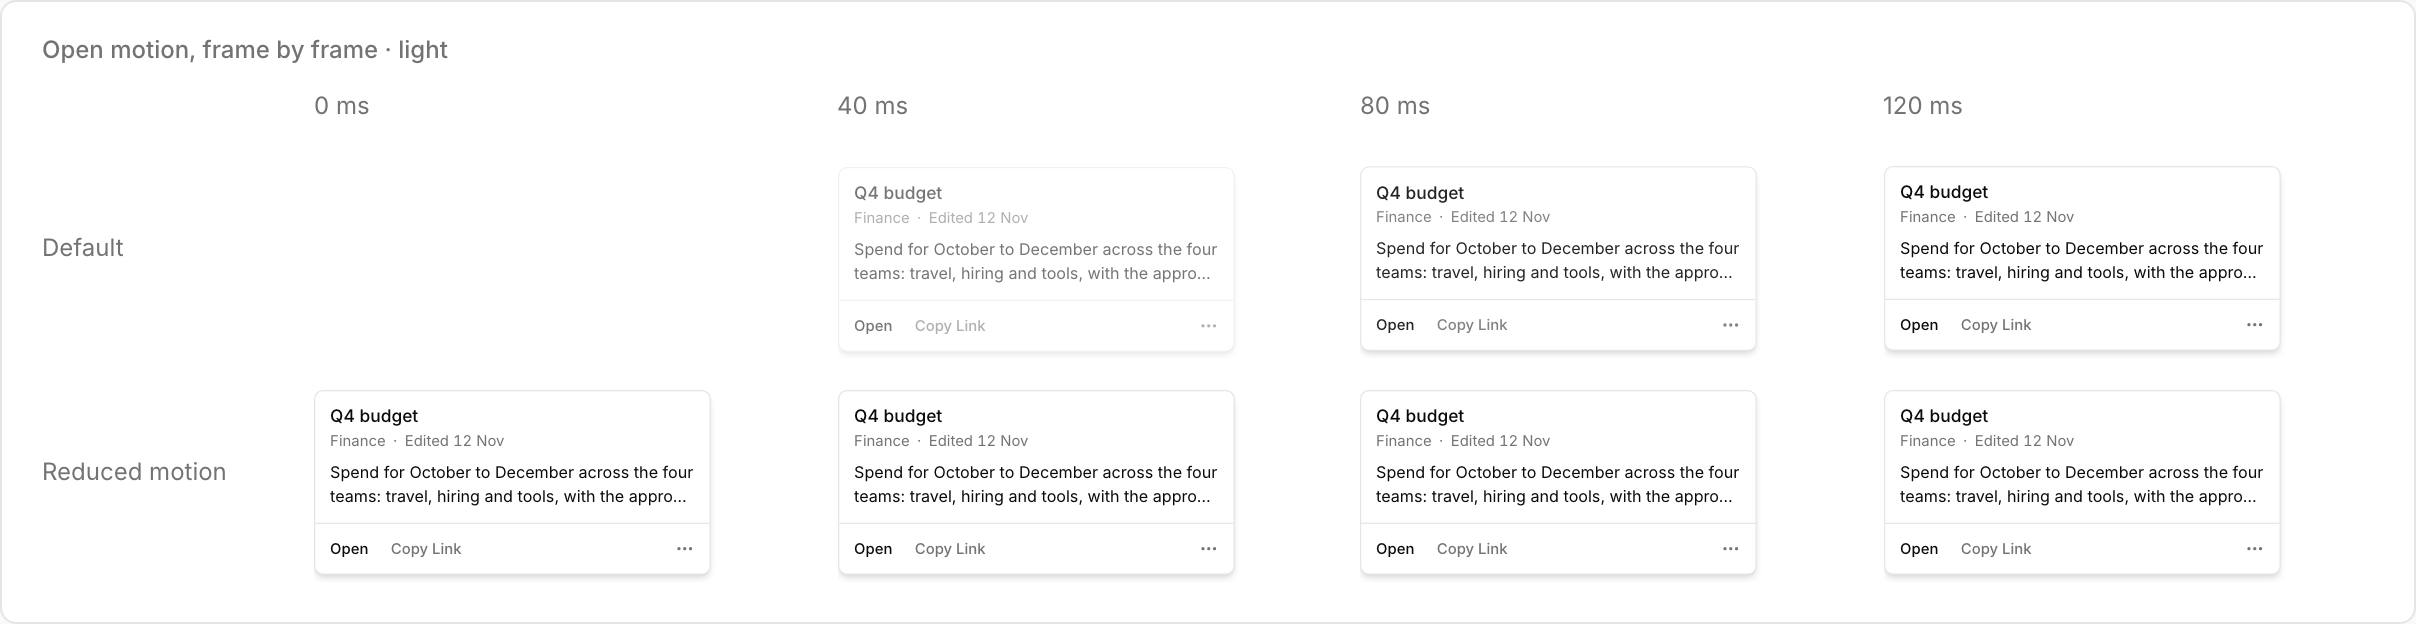 Open motion, frame by frame · light
0 ms
40 ms
80 ms
120 ms
Default
Q4 budget
Finance · Edited 12 Nov
Spend for October to December across the four
teams: travel, hiring and tools, with the appro...
Open Copy Link ···
Q4 budget
Finance · Edited 12 Nov
Spend for October to December across the four
teams: travel, hiring and tools, with the appro...
Open Copy Link ···
Q4 budget
Finance · Edited 12 Nov
Spend for October to December across the four
teams: travel, hiring and tools, with the appro...
Open Copy Link ···
Reduced motion
Q4 budget
Finance · Edited 12 Nov
Spend for October to December across the four
teams: travel, hiring and tools, with the appro...
Open Copy Link ···
Q4 budget
Finance · Edited 12 Nov
Spend for October to December across the four
teams: travel, hiring and tools, with the appro...
Open Copy Link ···
Q4 budget
Finance · Edited 12 Nov
Spend for October to December across the four
teams: travel, hiring and tools, with the appro...
Open Copy Link ···
Q4 budget
Finance · Edited 12 Nov
Spend for October to December across the four
teams: travel, hiring and tools, with the appro...
Open Copy Link ···